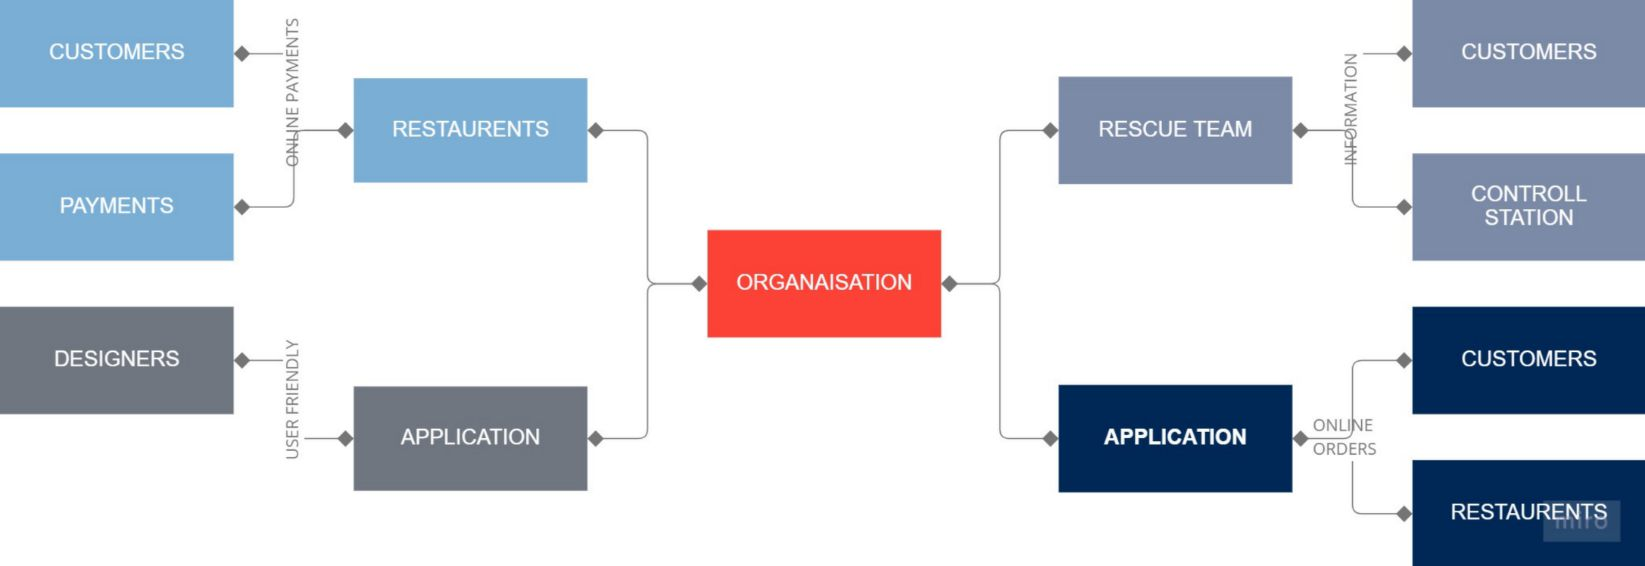 CUSTOMERS
ONLINE PAYMENTS
RESTAURENTS
PAYMENTS
DESIGNERS
USER FRIENDLY
APPLICATION
ORGANAISATION
RESCUE TEAM
INFORMATION
CUSTOMERS
CONTROLL
STATION
APPLICATION
ONLINE
ORDERS
CUSTOMERS
RESTAURENTS
miro